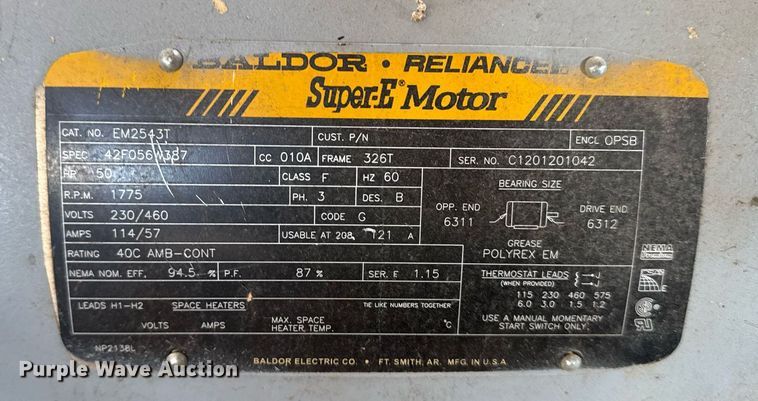 BALDOR • RELIANCE
Super-E® Motor
CAT. NO. EM2543T CUST. P/N ENCL OPSB
SPEC. CC 010A FRAME 326T SER. NO. C1201201042
HP 50 CLASS F HZ 60 BEARING SIZE
R.P.M. 1775 PH. 3 DES. B OPP. END DRIVE END
VOLTS 230/460 CODE G 6311 6312
AMPS 114/57 USABLE AT 208V 121 A GREASE
RATING 40C AMB-CONT POLYREX EM
NEMA NOM. EFF. 94.5 % P.F. 87 % SER. F 1.15
THERMOSTAT LEADS J J
(WHEN PROVIDED)
115 230 460 575
6.0 3.0 1.5 1.2
USE A MANUAL MOMENTARY
START SWITCH ONLY.
NEMA
Premium
LEADS H1-H2 SPACE HEATERS TIE LIKE NUMBERS TOGETHER
VOLTS AMPS MAX. SPACE HEATER TEMP. °C
NP2138L
BALDOR ELECTRIC CO. • FT. SMITH, AR. MFG. IN U.S.A.
Purple Wave Auction